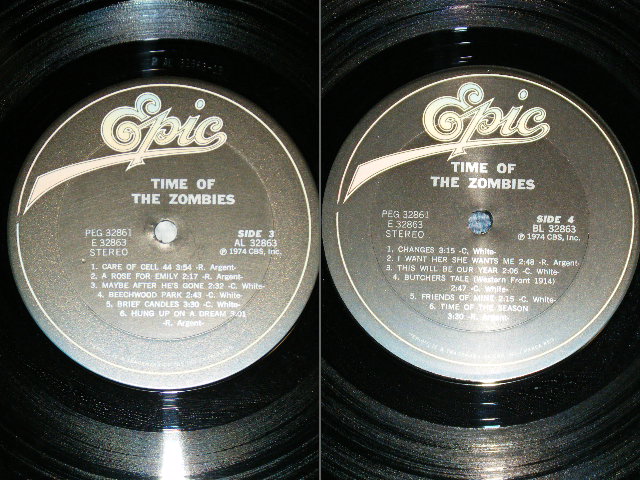 Epic
TIME OF
THE ZOMBIES
PEG 32861
E 32863
STEREO
SIDE 3
AL 32863
℗ 1974 CBS, Inc.
1. CARE OF CELL 44 3:54 -R. Argent-
2. A ROSE FOR EMILY 2:17 -R. Argent-
3. MAYBE AFTER HE'S GONE 2:32 -C. White-
4. BEECHWOOD PARK 2:43 -C. White-
5. BRIEF CANDLES 3:30 -C. White-
6. HUNG UP ON A DREAM 3:01
-R. Argent-
Epic
TIME OF
THE ZOMBIES
PEG 32861
E 32863
STEREO
SIDE 4
BL 32863
℗ 1974 CBS, Inc.
1. CHANGES 3:15 -C. White-
2. I WANT HER SHE WANTS ME 2:48 -R. Argent-
3. THIS WILL BE OUR YEAR 2:06 -C. White-
4. BUTCHERS TALE (Western Front 1914)
2:47 -C. White-
5. FRIENDS OF MINE 2:15 -C. White-
6. TIME OF THE SEASON
3:30 -R. Argent-